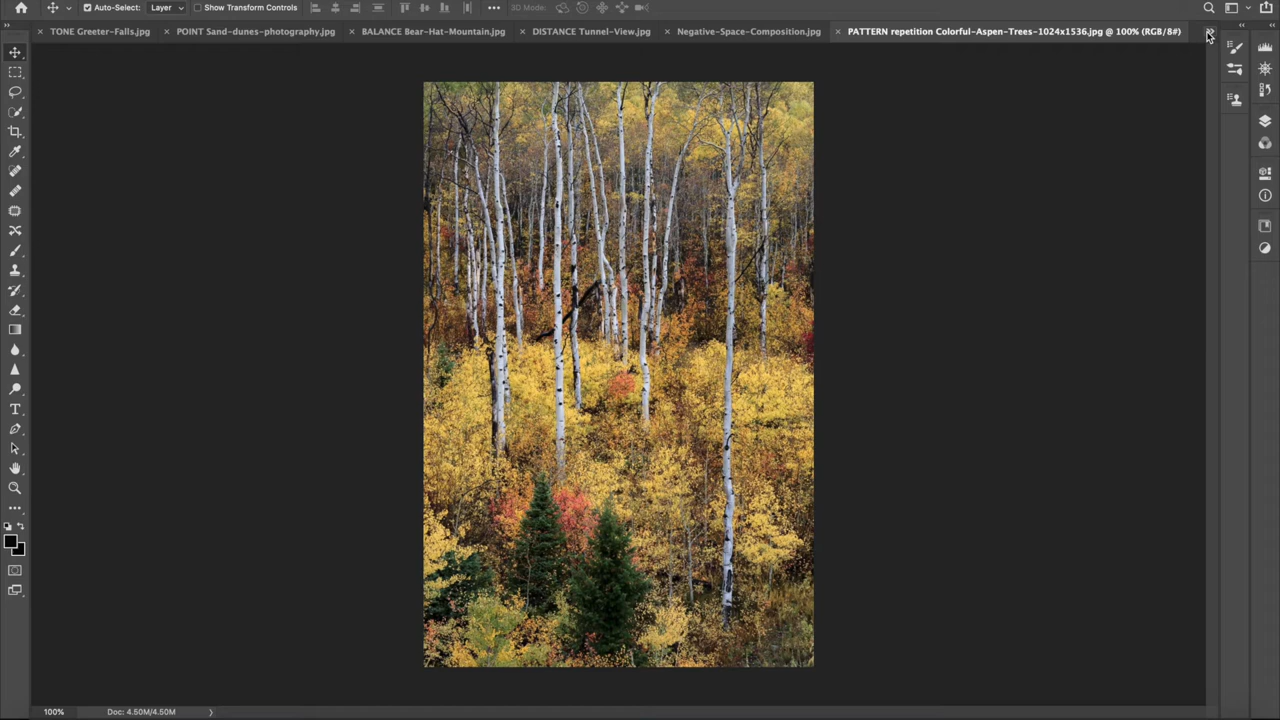 Auto-Select: Layer Show Transform Controls 3D Mode:
TONE Greeter-Falls.jpg POINT Sand-dunes-photography.jpg BALANCE Bear-Hat-Mountain.jpg DISTANCE Tunnel-View.jpg Negative-Space-Composition.jpg PATTERN repetition Colorful-Aspen-Trees-1024x1536.jpg @ 100% (RGB/8#)
100% Doc: 4.50M/4.50M